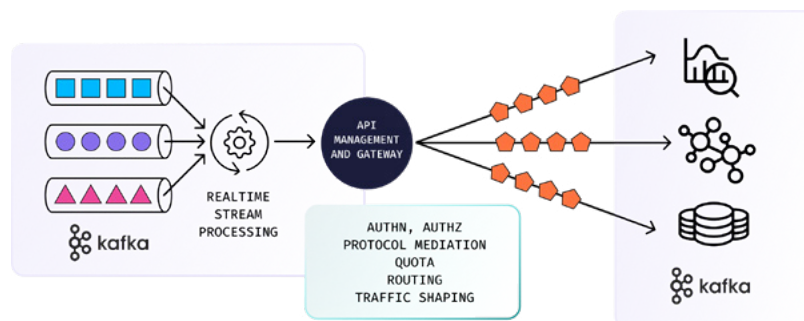 API
MANAGEMENT
AND GATEWAY
REALTIME
STREAM
PROCESSING
kafka
AUTHN, AUTHZ
PROTOCOL MEDIATION
QUOTA
ROUTING
TRAFFIC SHAPING
kafka